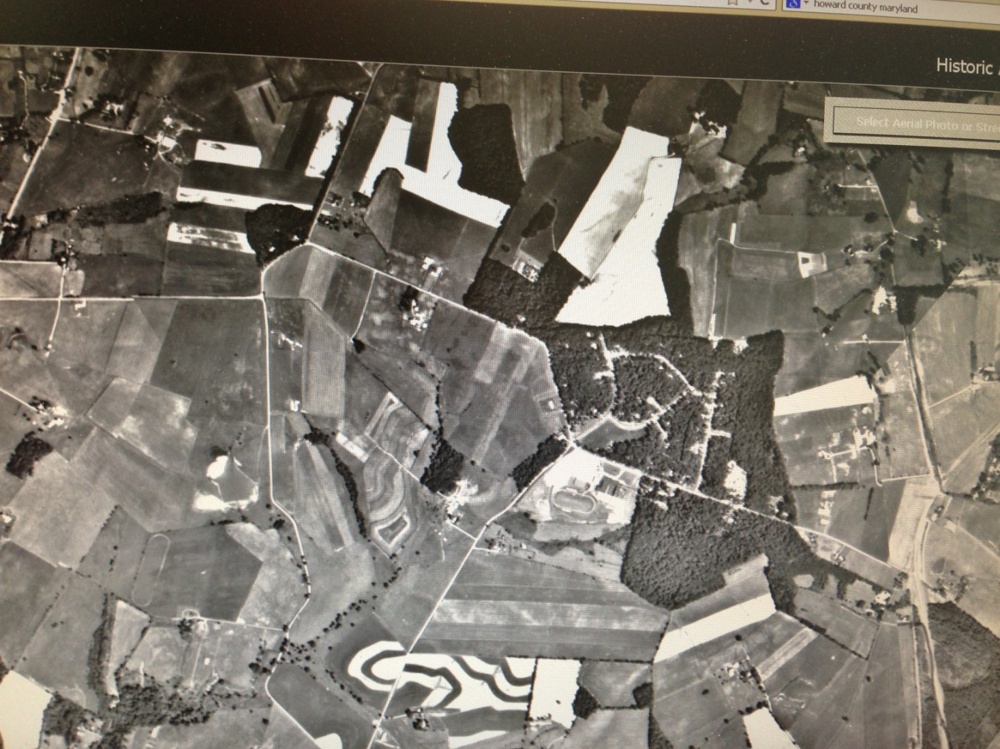 howard county maryland
Historic
Select Aerial Photo or Stre